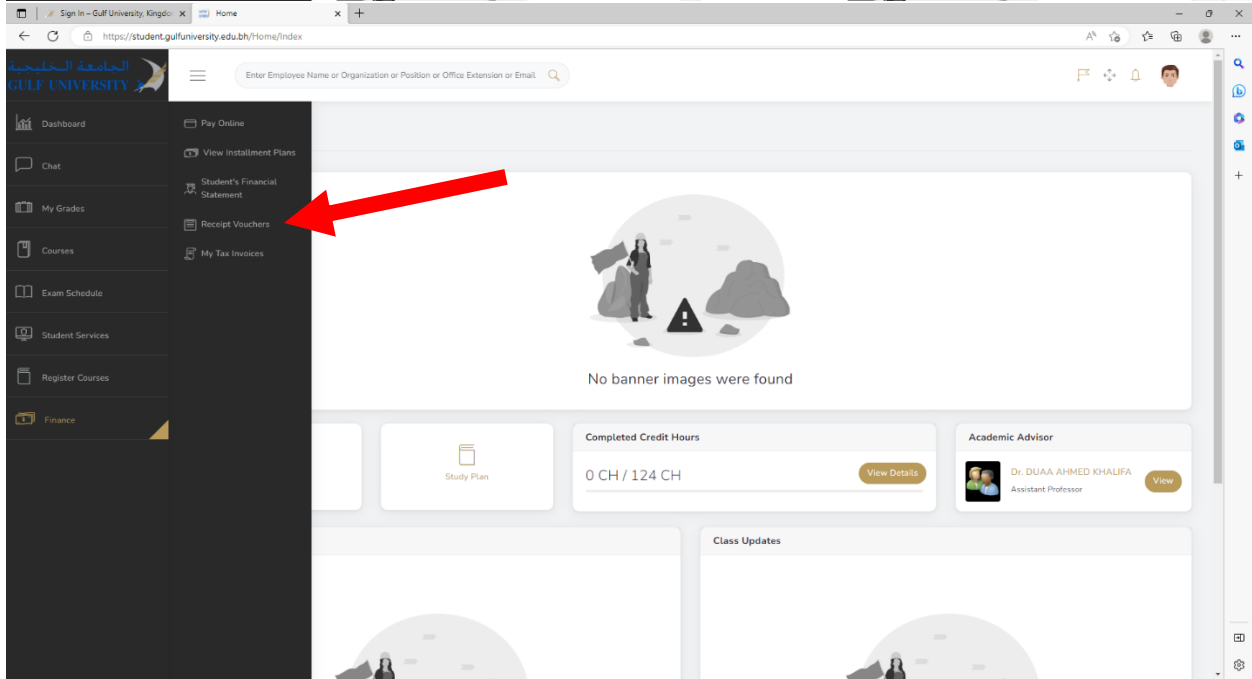 Sign In – Gulf University, Kingdo
Home
https://student.gulfuniversity.edu.bh/Home/Index
الجامعة الخليجية
GULF UNIVERSITY
Enter Employee Name or Organization or Position or Office Extension or Email
Dashboard
Chat
My Grades
Courses
Exam Schedule
Student Services
Register Courses
Finance
Pay Online
View Installment Plans
Student's Financial
Statement
Receipt Vouchers
My Tax Invoices
No banner images were found
Study Plan
Completed Credit Hours
0 CH / 124 CH
View Details
Academic Advisor
Dr. DUAA AHMED KHALIFA
Assistant Professor
View
Class Updates